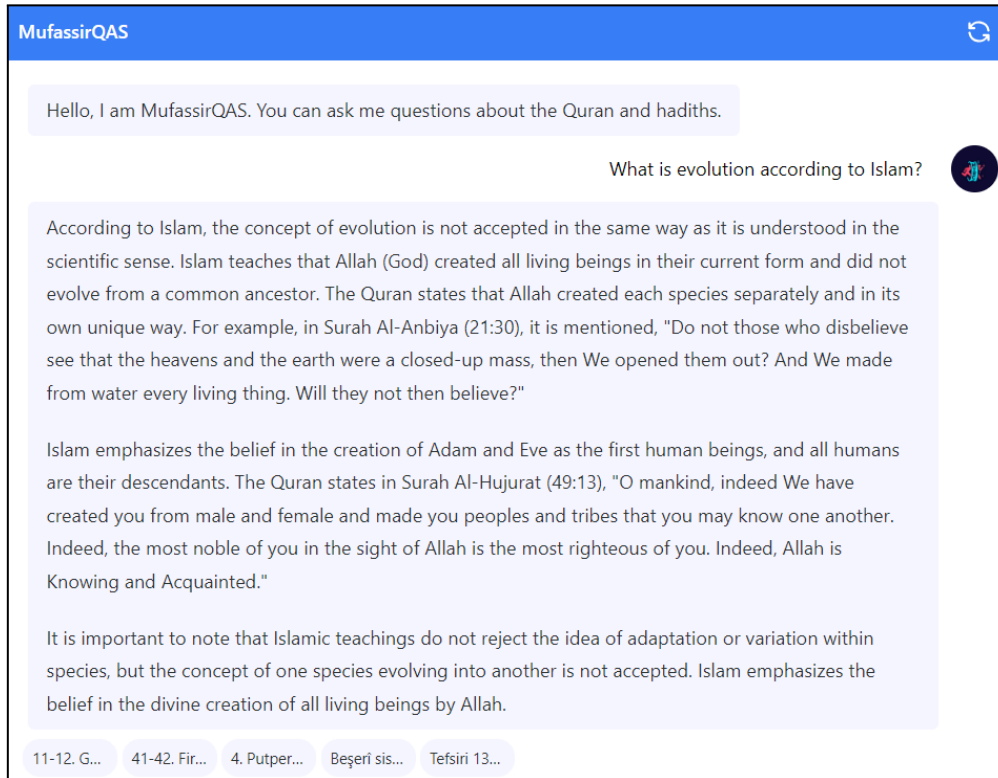 MufassirQAS
Hello, I am MufassirQAS. You can ask me questions about the Quran and hadiths.
What is evolution according to Islam?
According to Islam, the concept of evolution is not accepted in the same way as it is understood in the
scientific sense. Islam teaches that Allah (God) created all living beings in their current form and did not
evolve from a common ancestor. The Quran states that Allah created each species separately and in its
own unique way. For example, in Surah Al-Anbiya (21:30), it is mentioned, "Do not those who disbelieve
see that the heavens and the earth were a closed-up mass, then We opened them out? And We made
from water every living thing. Will they not then believe?"
Islam emphasizes the belief in the creation of Adam and Eve as the first human beings, and all humans
are their descendants. The Quran states in Surah Al-Hujurat (49:13), "O mankind, indeed We have
created you from male and female and made you peoples and tribes that you may know one another.
Indeed, the most noble of you in the sight of Allah is the most righteous of you. Indeed, Allah is
Knowing and Acquainted."
It is important to note that Islamic teachings do not reject the idea of adaptation or variation within
species, but the concept of one species evolving into another is not accepted. Islam emphasizes the
belief in the divine creation of all living beings by Allah.
11-12. G... 41-42. Fir... 4. Putper... Beşerî sis... Tefsiri 13...